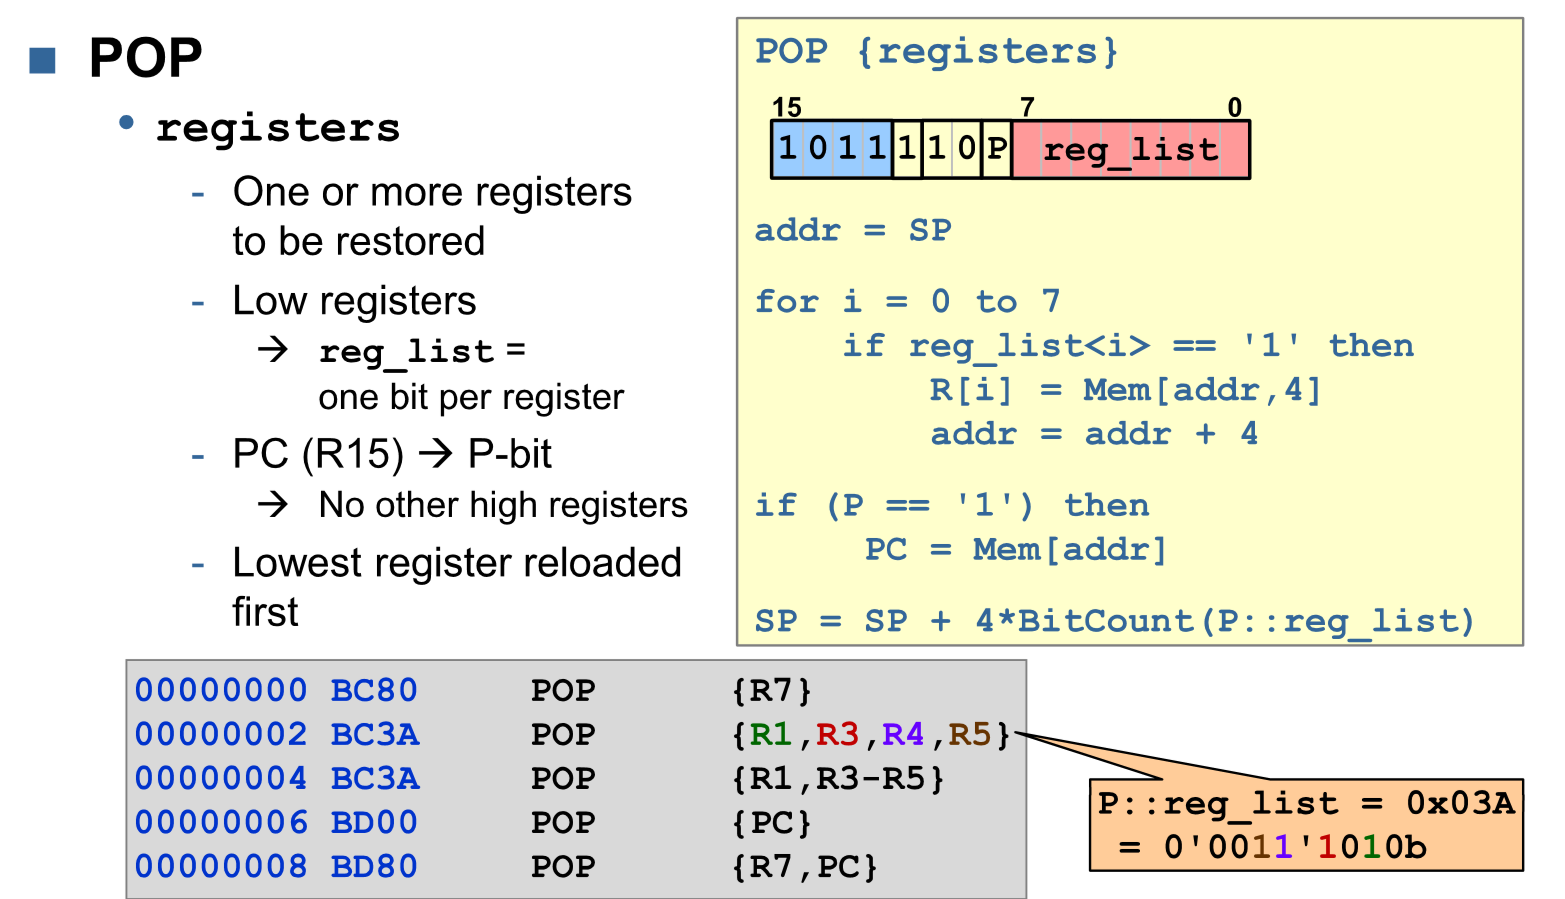 POP
registers
- One or more registers
to be restored
- Low registers
→ reg_list =
one bit per register
- PC (R15) → P-bit
→ No other high registers
- Lowest register reloaded
first
POP {registers}
15 7 0
1 0 1 1 1 1 0 P reg_list
addr = SP
for i = 0 to 7
if reg_list<i> == '1' then
R[i] = Mem[addr,4]
addr = addr + 4
if (P == '1') then
PC = Mem[addr]
SP = SP + 4*BitCount(P::reg_list)
00000000 BC80 POP {R7}
00000002 BC3A POP {R1,R3,R4,R5}
00000004 BC3A POP {R1,R3-R5}
00000006 BD00 POP {PC}
00000008 BD80 POP {R7,PC}
P::reg_list = 0x03A
= 0'0011'1010b